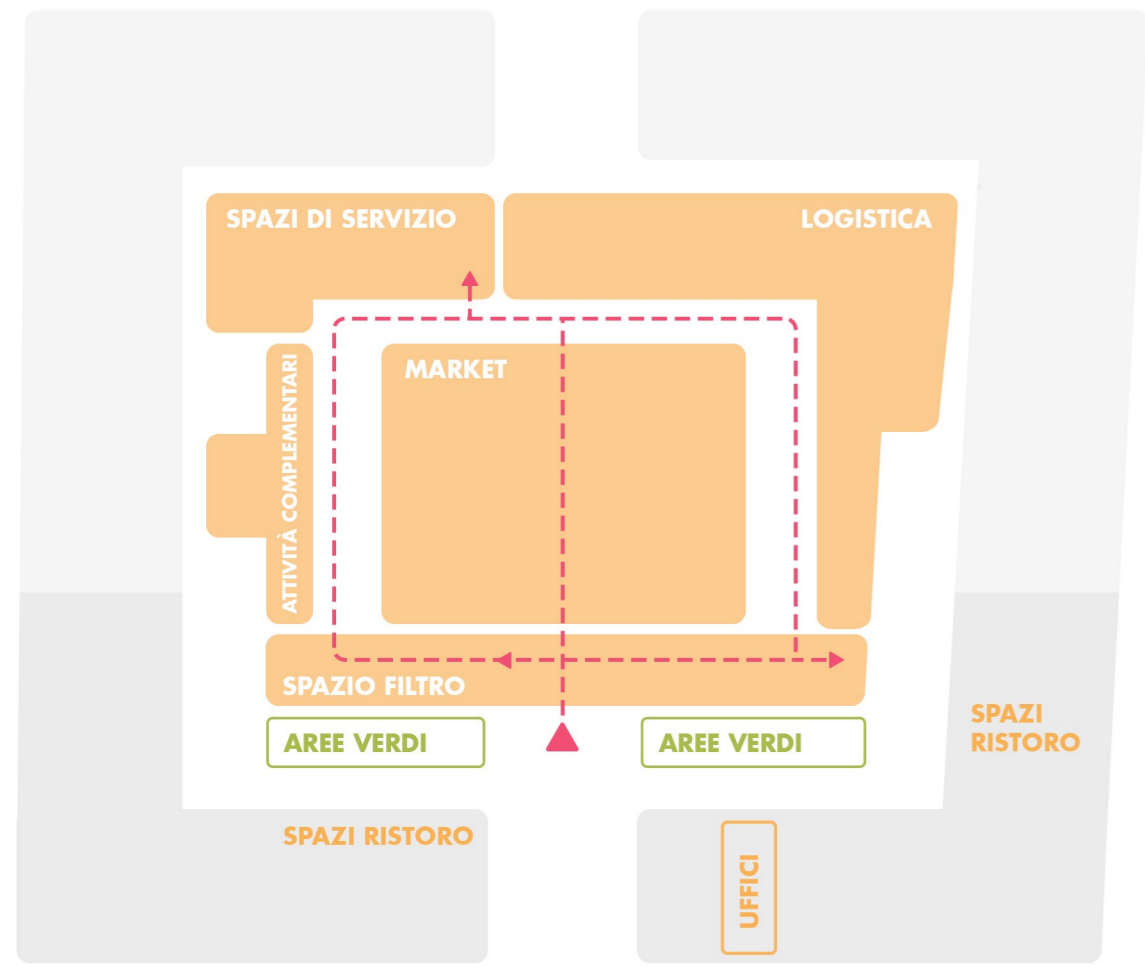 SPAZI DI SERVIZIO
LOGISTICA
MARKET
ATTIVITÀ COMPLEMENTARI
SPAZIO FILTRO
AREE VERDI
AREE VERDI
SPAZI
RISTORO
SPAZI RISTORO
UFFICI